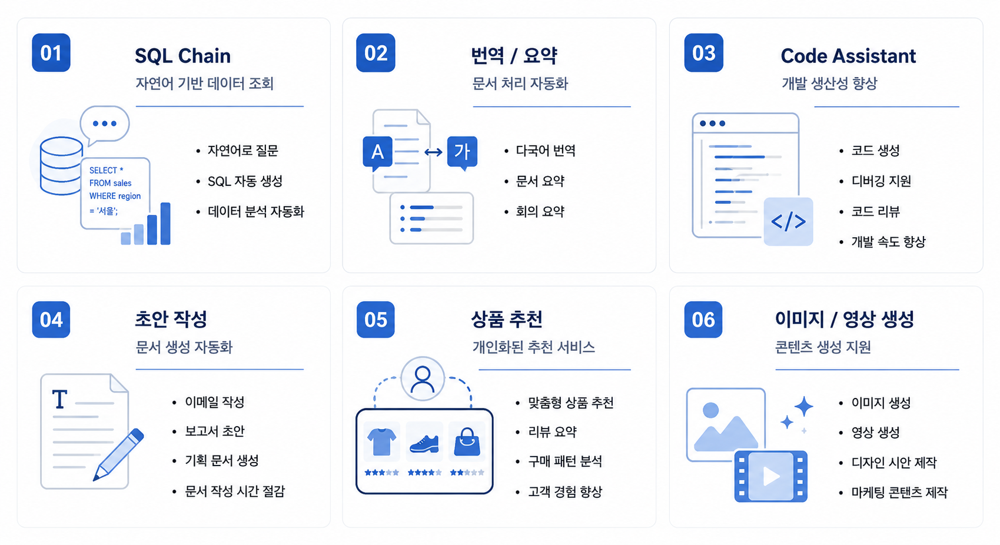 01
SQL Chain
자연어 기반 데이터 조회
SELECT *
FROM sales
WHERE region
= '서울';
• 자연어로 질문
• SQL 자동 생성
• 데이터 분석 자동화
02
번역 / 요약
문서 처리 자동화
A
가
• 다국어 번역
• 문서 요약
• 회의 요약
03
Code Assistant
개발 생산성 향상
</>
• 코드 생성
• 디버깅 지원
• 코드 리뷰
• 개발 속도 향상
04
초안 작성
문서 생성 자동화
T
• 이메일 작성
• 보고서 초안
• 기획 문서 생성
• 문서 작성 시간 절감
05
상품 추천
개인화된 추천 서비스
• 맞춤형 상품 추천
• 리뷰 요약
• 구매 패턴 분석
• 고객 경험 향상
06
이미지 / 영상 생성
콘텐츠 생성 지원
• 이미지 생성
• 영상 생성
• 디자인 시안 제작
• 마케팅 콘탠츠 제작